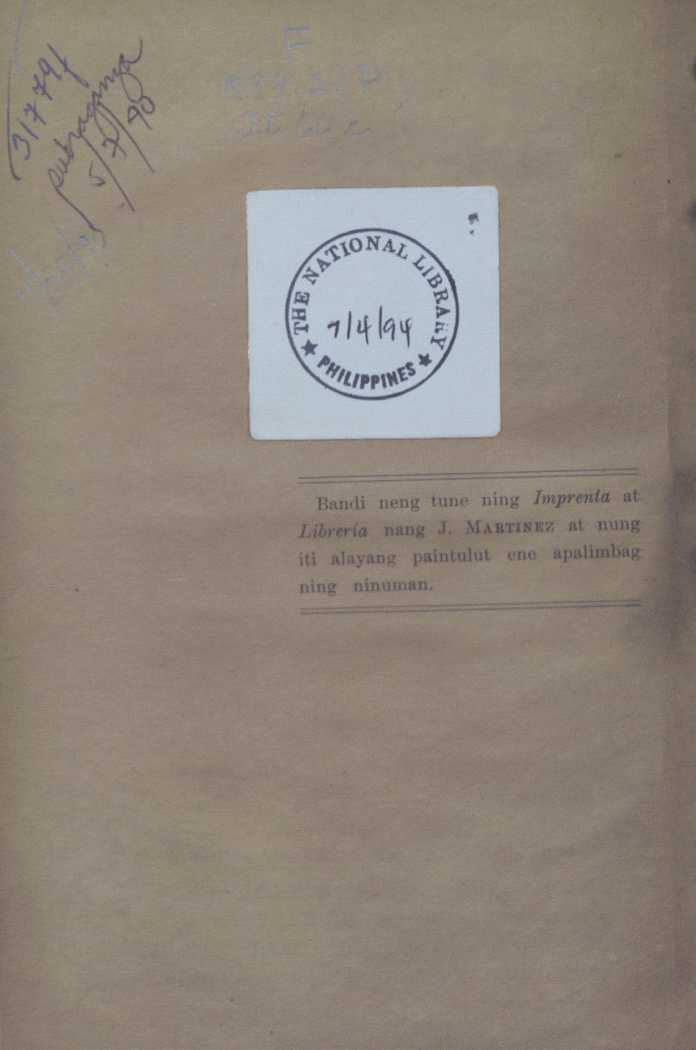 317791
5/7/90
F
THE NATIONAL LIBRARY
7/4/94
PHILIPPINES
Bandi neng tune ning Imprenta at
Librería nang J. MARTINEZ at nung
iti alayang paintulut ene apalimbag
ning ninuman.